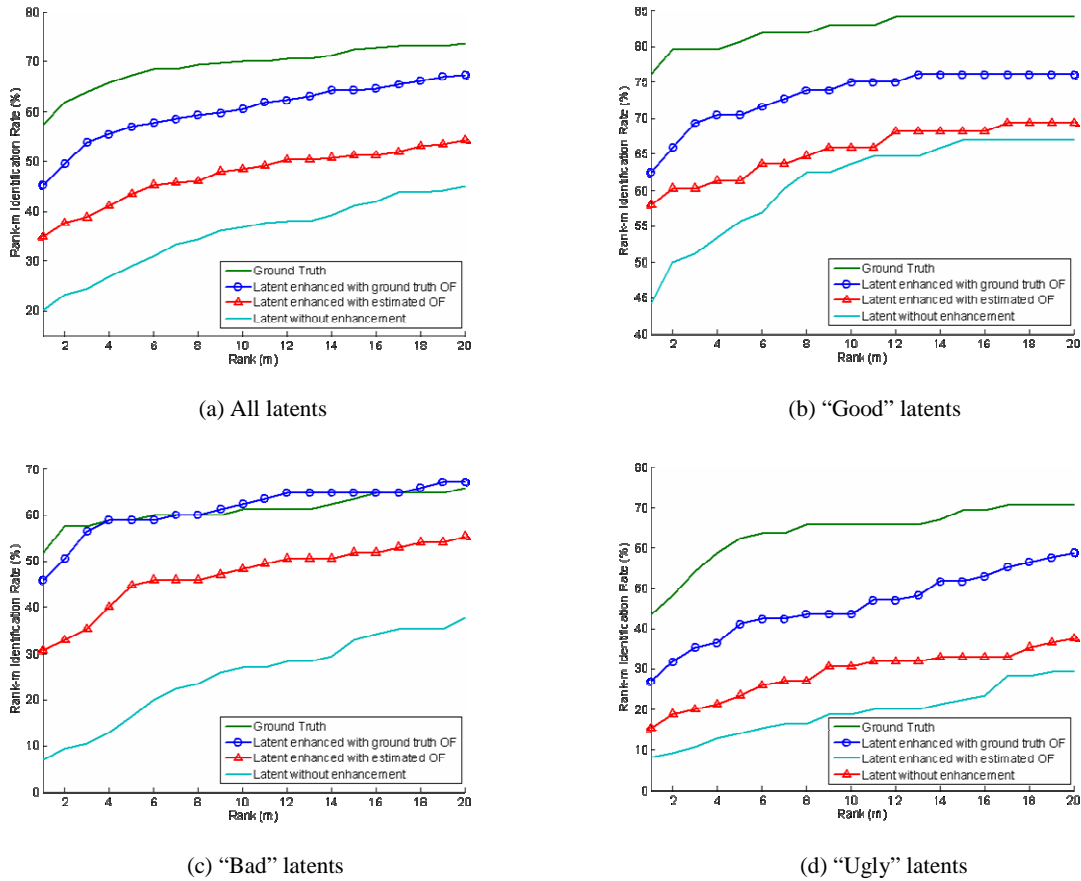 80
70
60
50
40
30
20
Rank-m Identification Rate (%)
Ground Truth
Latent enhanced with ground truth OF
Latent enhanced with estimated OF
Latent without enhancement
2 4 6 8 10 12 14 16 18 20
Rank (m)
(a) All latents
85
80
75
70
65
60
55
50
45
40
Rank-m Identification Rate (%)
Ground Truth
Latent enhanced with ground truth OF
Latent enhanced with estimated OF
Latent without enhancement
2 4 6 8 10 12 14 16 18 20
Rank (m)
(b) “Good” latents
70
60
50
40
30
20
10
0
Rank-m Identification Rate (%)
Ground Truth
Latent enhanced with ground truth OF
Latent enhanced with estimated OF
Latent without enhancement
2 4 6 8 10 12 14 16 18 20
Rank (m)
(c) “Bad” latents
80
70
60
50
40
30
20
10
0
Rank-m Identification Rate (%)
Ground Truth
Latent enhanced with ground truth OF
Latent enhanced with estimated OF
Latent without enhancement
2 4 6 8 10 12 14 16 18 20
Rank (m)
(d) “Ugly” latents